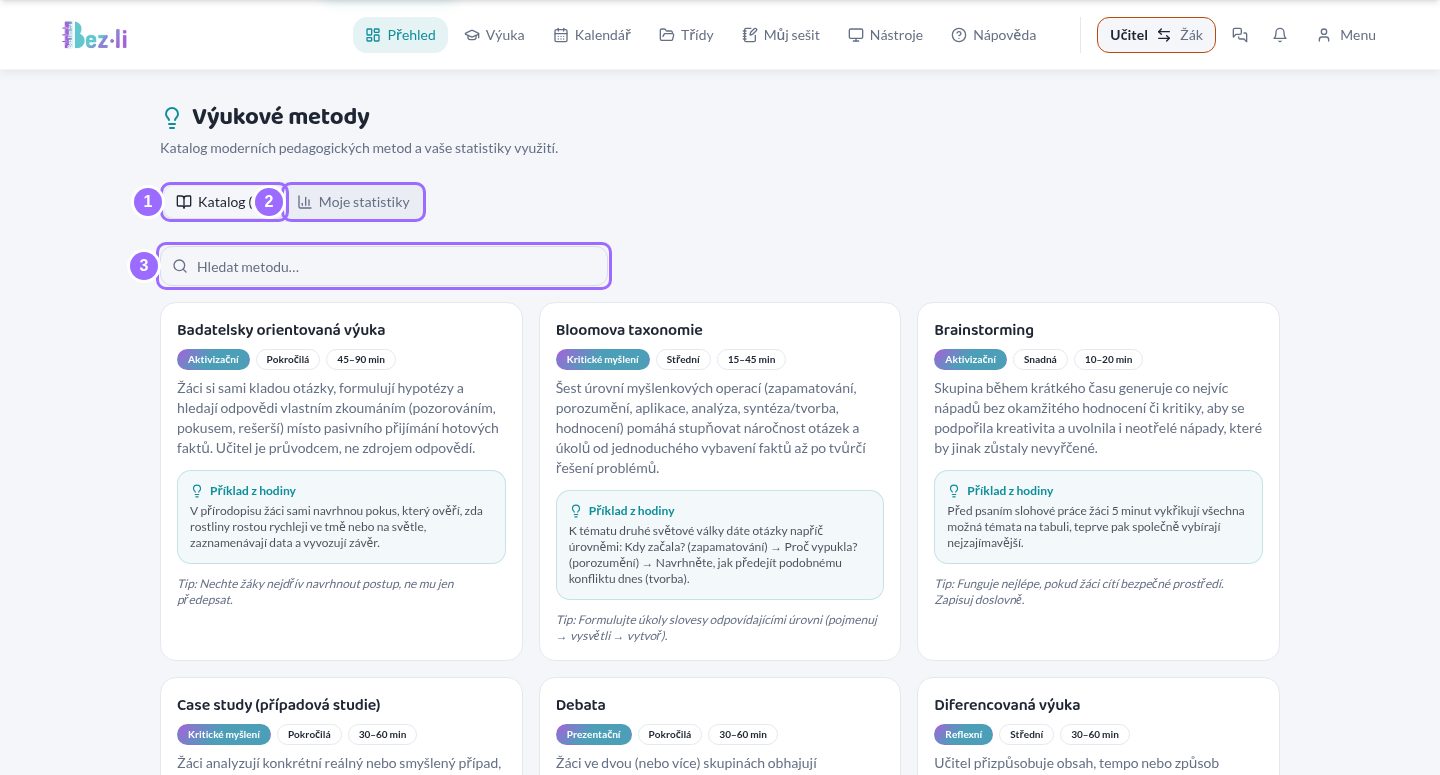 Bez·li
Přehled
Výuka
Kalendář
Třídy
Můj sešit
Nástroje
Nápověda
Učitel
Žák
Menu
Výukové metody
Katalog moderních pedagogických metod a vaše statistiky využití.
1
Katalog (
2
Moje statistiky
3
Hledat metodu…
Badatelsky orientovaná výuka
Aktivizační
Pokročilá
45–90 min
Žáci si sami kladou otázky, formulují hypotézy a
hledají odpovědi vlastním zkoumáním (pozorováním,
pokusem, rešerší) místo pasivního přijímání hotových
faktů. Učitel je průvodcem, ne zdrojem odpovědí.
Příklad z hodiny
V přírodopisu žáci sami navrhnou pokus, který ověří, zda
rostliny rostou rychleji ve tmě nebo na světle,
zaznamenávají data a vyvozují závěr.
Tip: Nechte žáky nejdřív navrhnout postup, ne mu jen
předepsat.
Bloomova taxonomie
Kritické myšlení
Střední
15–45 min
Šest úrovní myšlenkových operací (zapamatování,
porozumění, aplikace, analýza, syntéza/tvorba,
hodnocení) pomáhá stupňovat náročnost otázek a
úkolů od jednoduchého vybavení faktů až po tvůrčí
řešení problémů.
Příklad z hodiny
K tématu druhé světové války dáte otázky napříč
úrovněmi: Kdy začala? (zapamatování) → Proč vypukla?
(porozumění) → Navrhněte, jak předejít podobnému
konfliktu dnes (tvorba).
Tip: Formulujte úkoly slovesy odpovídajícími úrovni (pojmenuj
→ vysvětli → vytvoř).
Brainstorming
Aktivizační
Snadná
10–20 min
Skupina během krátkého času generuje co nejvíc
nápadů bez okamžitého hodnocení či kritiky, aby se
podpořila kreativita a uvolnila i neotřelé nápady, které
by jinak zůstaly nevyřčené.
Příklad z hodiny
Před psaním slohové práce žáci 5 minut vykřikují všechna
možná témata na tabuli, teprve pak společně vybírají
nejzajímavější.
Tip: Funguje nejlépe, pokud žáci cítí bezpečné prostředí.
Zapisuj doslovně.
Case study (případová studie)
Kritické myšlení
Pokročilá
30–60 min
Žáci analyzují konkrétní reálný nebo smyšlený případ,
Debata
Prezentační
Pokročilá
30–60 min
Žáci ve dvou (nebo více) skupinách obhajují
Diferencovaná výuka
Reflexní
Střední
30–60 min
Učitel přizpůsobuje obsah, tempo nebo způsob